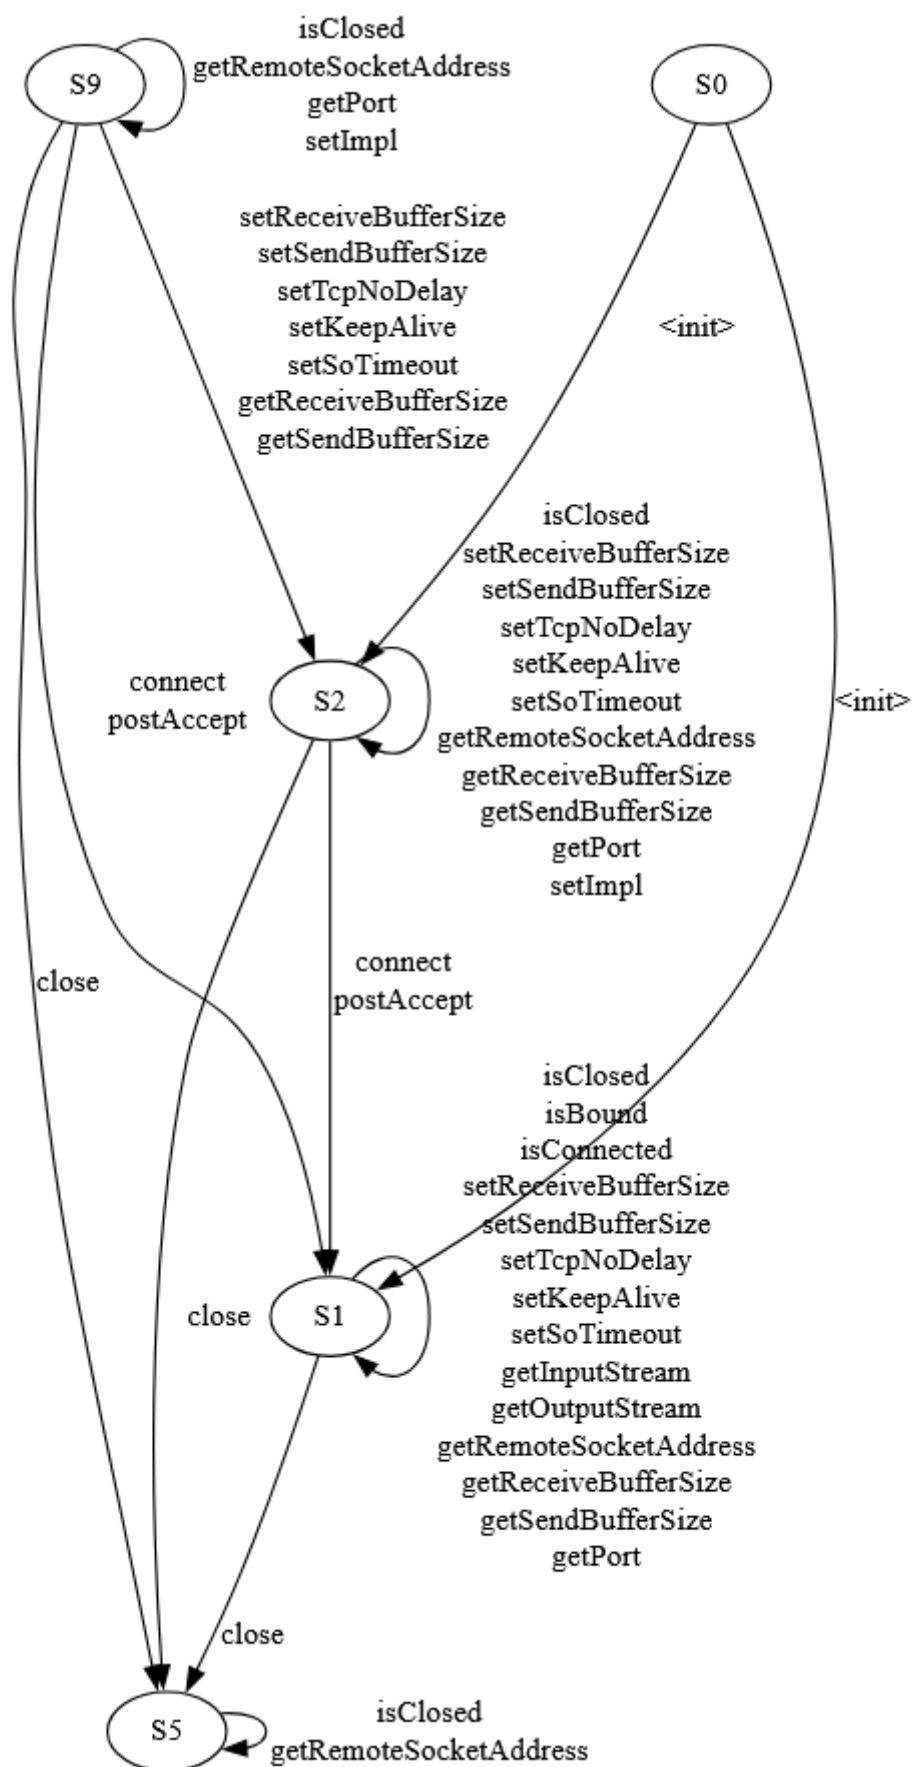 S9
isClosed
getRemoteSocketAddress
getPort
setImpl
S0
setReceiveBufferSize
setSendBufferSize
setTcpNoDelay
setKeepAlive
setSoTimeout
getReceiveBufferSize
getSendBufferSize
<init>
isClosed
setReceiveBufferSize
setSendBufferSize
setTcpNoDelay
setKeepAlive
setSoTimeout
getRemoteSocketAddress
getReceiveBufferSize
getSendBufferSize
getPort
setImpl
connect
postAccept
S2
<init>
close
connect
postAccept
isClosed
isBound
isConnected
setReceiveBufferSize
setSendBufferSize
setTcpNoDelay
setKeepAlive
setSoTimeout
getInputStream
getOutputStream
getRemoteSocketAddress
getReceiveBufferSize
getSendBufferSize
getPort
close
S1
close
S5
isClosed
getRemoteSocketAddress